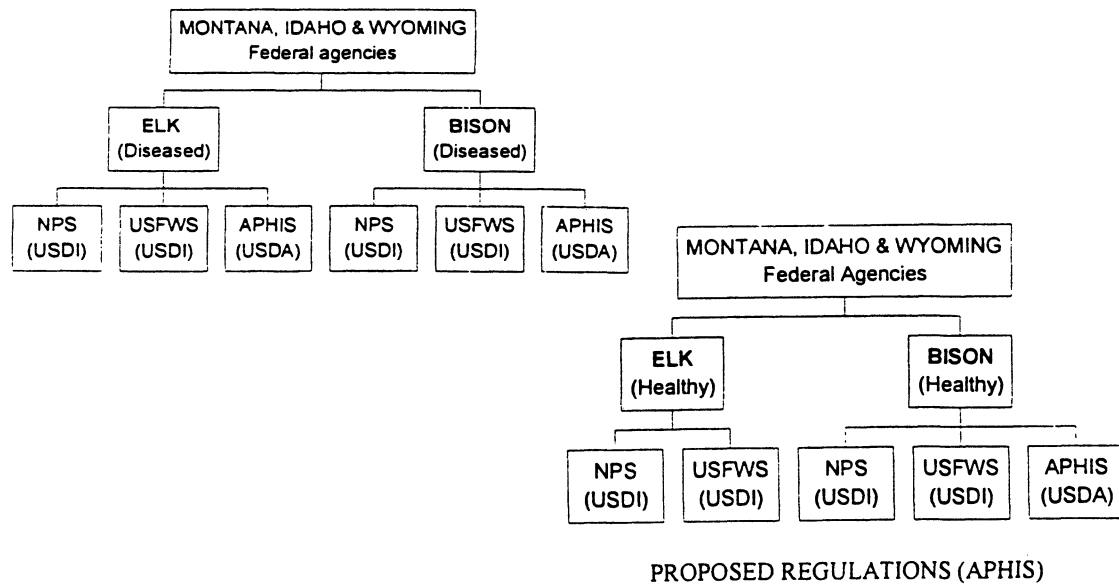 MONTANA, IDAHO & WYOMING
Federal agencies
ELK
(Diseased)
BISON
(Diseased)
NPS
(USDI)
USFWS
(USDI)
APHIS
(USDA)
NPS
(USDI)
USFWS
(USDI)
APHIS
(USDA)
MONTANA, IDAHO & WYOMING
Federal Agencies
ELK
(Healthy)
BISON
(Healthy)
NPS
(USDI)
USFWS
(USDI)
NPS
(USDI)
USFWS
(USDI)
APHIS
(USDA)
PROPOSED REGULATIONS (APHIS)